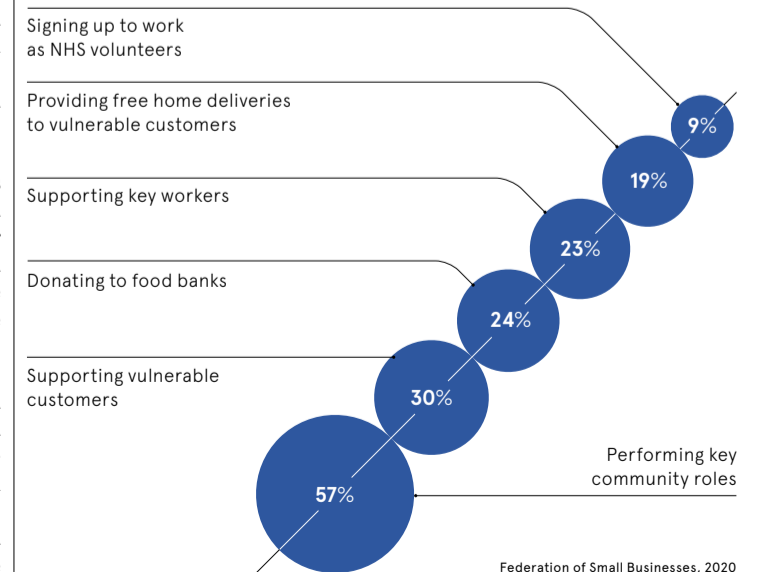 Signing up to work
as NHS volunteers
9%
Providing free home deliveries
to vulnerable customers
19%
Supporting key workers
23%
Donating to food banks
24%
Supporting vulnerable
customers
30%
Performing key
community roles
57%
Federation of Small Businesses, 2020